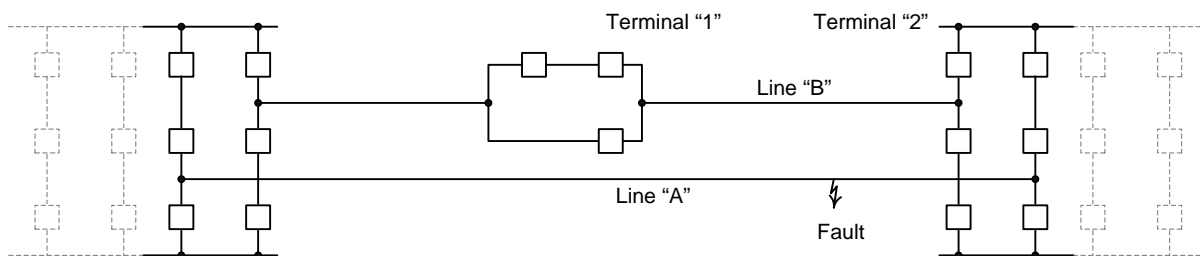 Terminal “1”
Terminal “2”
Line “B”
Line “A”
Fault